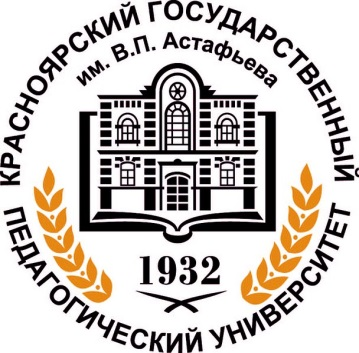 КРАСНОЯРСКИЙ ГОСУДАРСТВЕННЫЙ
им. В.П. Астафьева
1932
ПЕДАГОГИЧЕСКИЙ УНИВЕРСИТЕТ